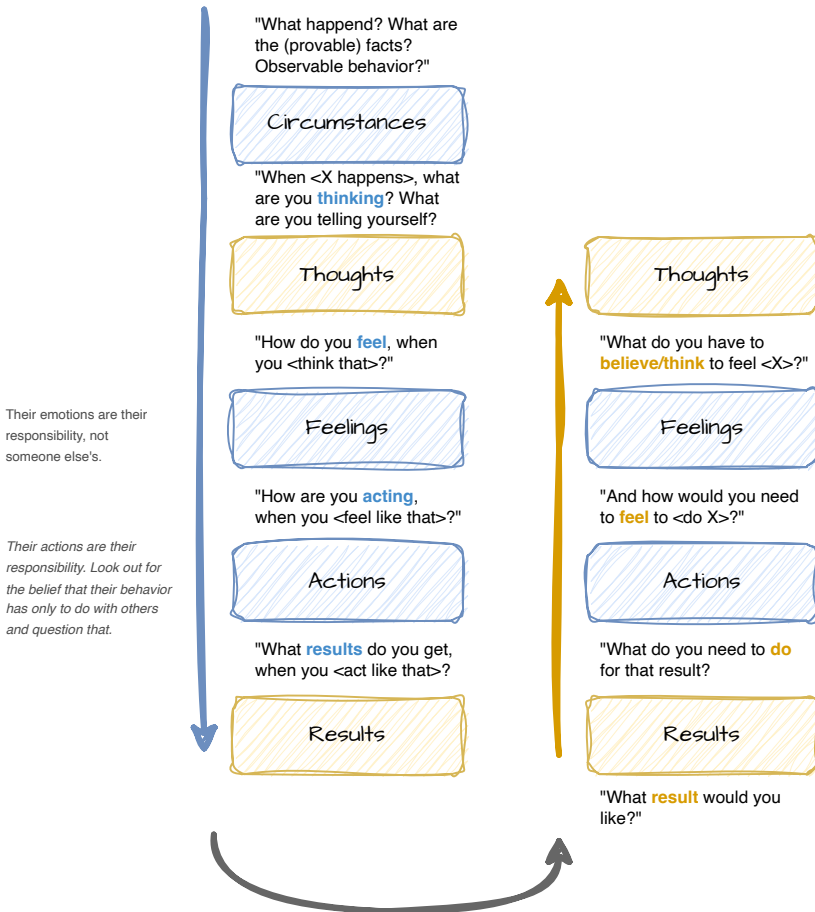 "What happend? What are
the (provable) facts?
Observable behavior?"
Circumstances
"When <X happens>, what
are you thinking? What
are you telling yourself?
Thoughts
"How do you feel, when
you <think that>?"
Their emotions are their
responsibility, not
someone else's.
Feelings
"How are you acting,
when you <feel like that>?"
Their actions are their
responsibility. Look out for
the belief that their behavior
has only to do with others
and question that.
Actions
"What results do you get,
when you <act like that>?
Results
Thoughts
"What do you have to
believe/think to feel <X>?"
Feelings
"And how would you need
to feel to <do X>?"
Actions
"What do you need to do
for that result?
Results
"What result would you
like?"